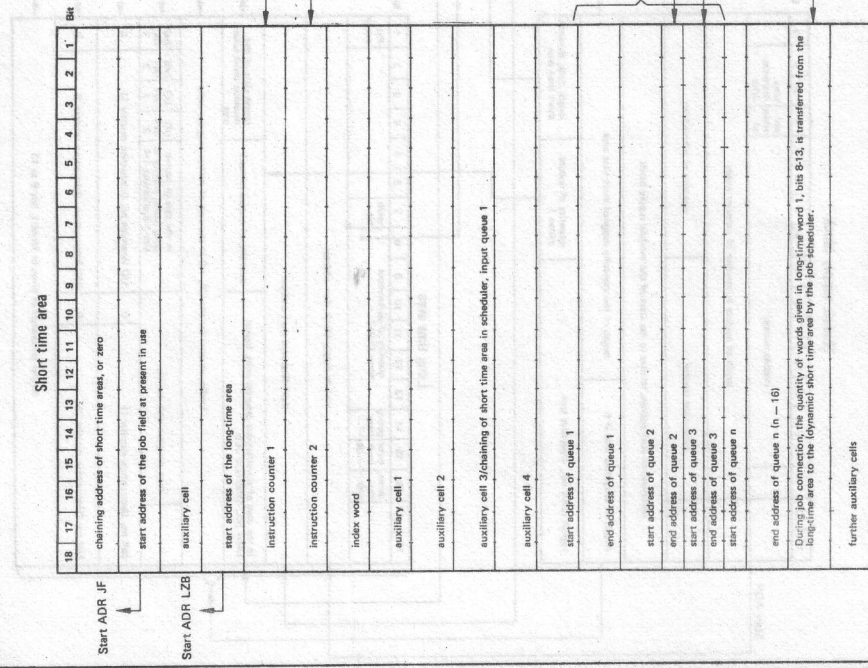 Short time area
18 17 16 15 14 13 12 11 10 9 8 7 6 5 4 3 2 1 Bit
chaining address of short time areas, or zero
Start ADR JF
start address of the job field at present in use
auxiliary cell
Start ADR LZB
start address of the long-time area
instruction counter 1
instruction counter 2
index word
auxiliary cell 1
auxiliary cell 2
auxiliary cell 3/chaining of short time area in scheduler, input queue 1
auxiliary cell 4
start address of queue 1
end address of queue 1
start address of queue 2
end address of queue 2
start address of queue 3
end address of queue 3
start address of queue n
end address of queue n (n — 16)
During job connection, the quantity of words given in long-time word 1, bits 8-13, is transferred from the
long-time area to the (dynamic) short time area by the job scheduler.
further auxiliary cells